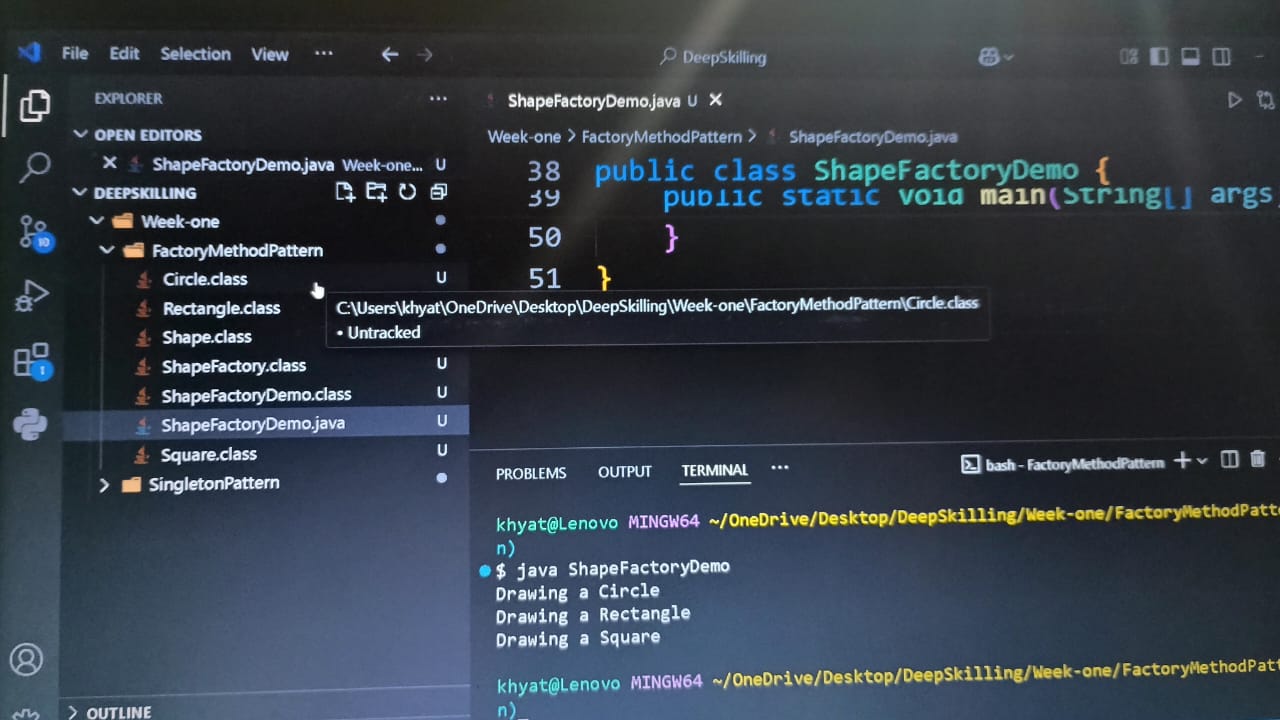 File Edit Selection View ··· DeepSkilling
EXPLORER ···
OPEN EDITORS
ShapeFactoryDemo.java Week-one... U
DEEPSKILLING
Week-one
FactoryMethodPattern
Circle.class U
Rectangle.class
Shape.class
ShapeFactory.class U
ShapeFactoryDemo.class U
ShapeFactoryDemo.java U
Square.class U
SingletonPattern
OUTLINE
10
1
ShapeFactoryDemo.java U
Week-one > FactoryMethodPattern > ShapeFactoryDemo.java
38 public class ShapeFactoryDemo {
39 public static void main(String[] args
50 }
51 }
C:\Users\khyat\OneDrive\Desktop\DeepSkilling\Week-one\FactoryMethodPattern\Circle.class
• Untracked
PROBLEMS OUTPUT TERMINAL ··· bash - FactoryMethodPattern
khyat@Lenovo MINGW64 ~/OneDrive/Desktop/DeepSkilling/Week-one/FactoryMethodPatt
n)
$ java ShapeFactoryDemo
Drawing a Circle
Drawing a Rectangle
Drawing a Square
khyat@Lenovo MINGW64 ~/OneDrive/Desktop/DeepSkilling/Week-one/FactoryMethodPatt
n)